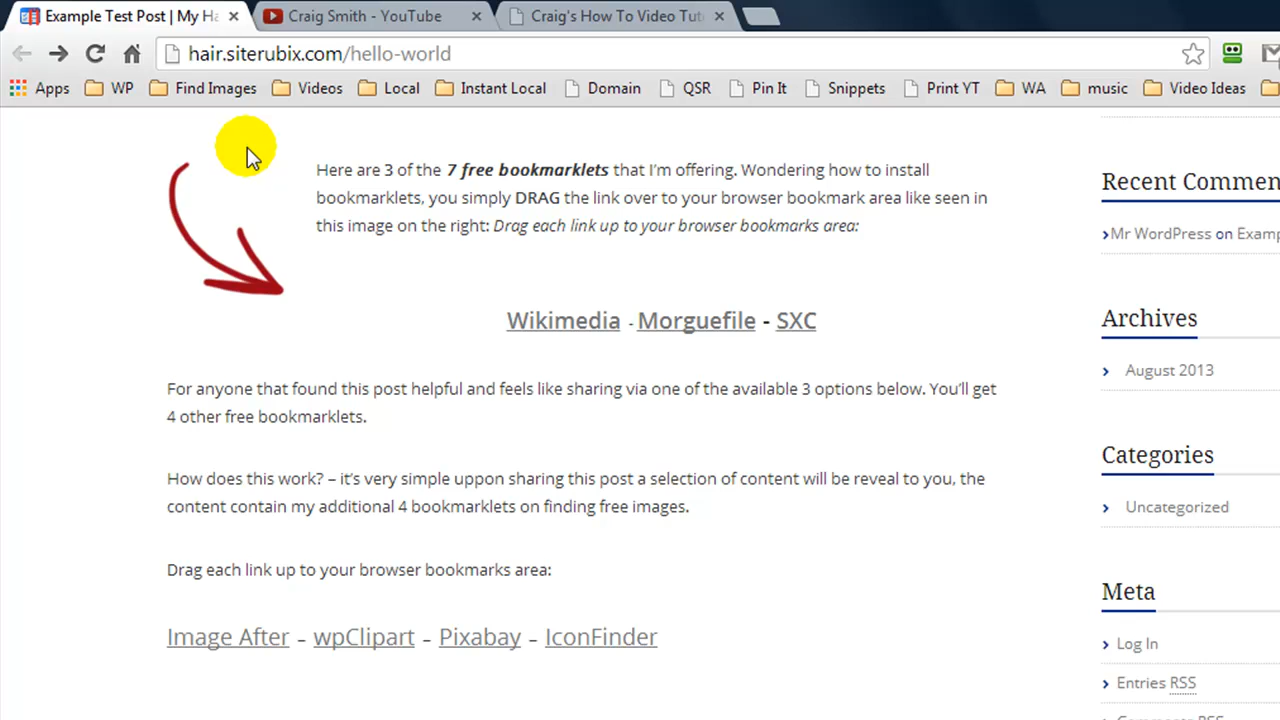 Example Test Post | My Ha
Craig Smith - YouTube
Craig's How To Video Tut
hair.siterubix.com/hello-world
Apps WP Find Images Videos Local Instant Local Domain QSR Pin It Snippets Print YT WA music Video Ideas
Here are 3 of the 7 free bookmarklets that I'm offering. Wondering how to install
bookmarklets, you simply DRAG the link over to your browser bookmark area like seen in
this image on the right: Drag each link up to your browser bookmarks area:
Wikimedia - Morguefile - SXC
For anyone that found this post helpful and feels like sharing via one of the available 3 options below. You'll get
4 other free bookmarklets.
How does this work? – it's very simple uppon sharing this post a selection of content will be reveal to you, the
content contain my additional 4 bookmarklets on finding free images.
Drag each link up to your browser bookmarks area:
Image After – wpClipart – Pixabay – IconFinder
Recent Commen
Mr WordPress on Examp
Archives
August 2013
Categories
Uncategorized
Meta
Log In
Entries RSS
Comments RSS